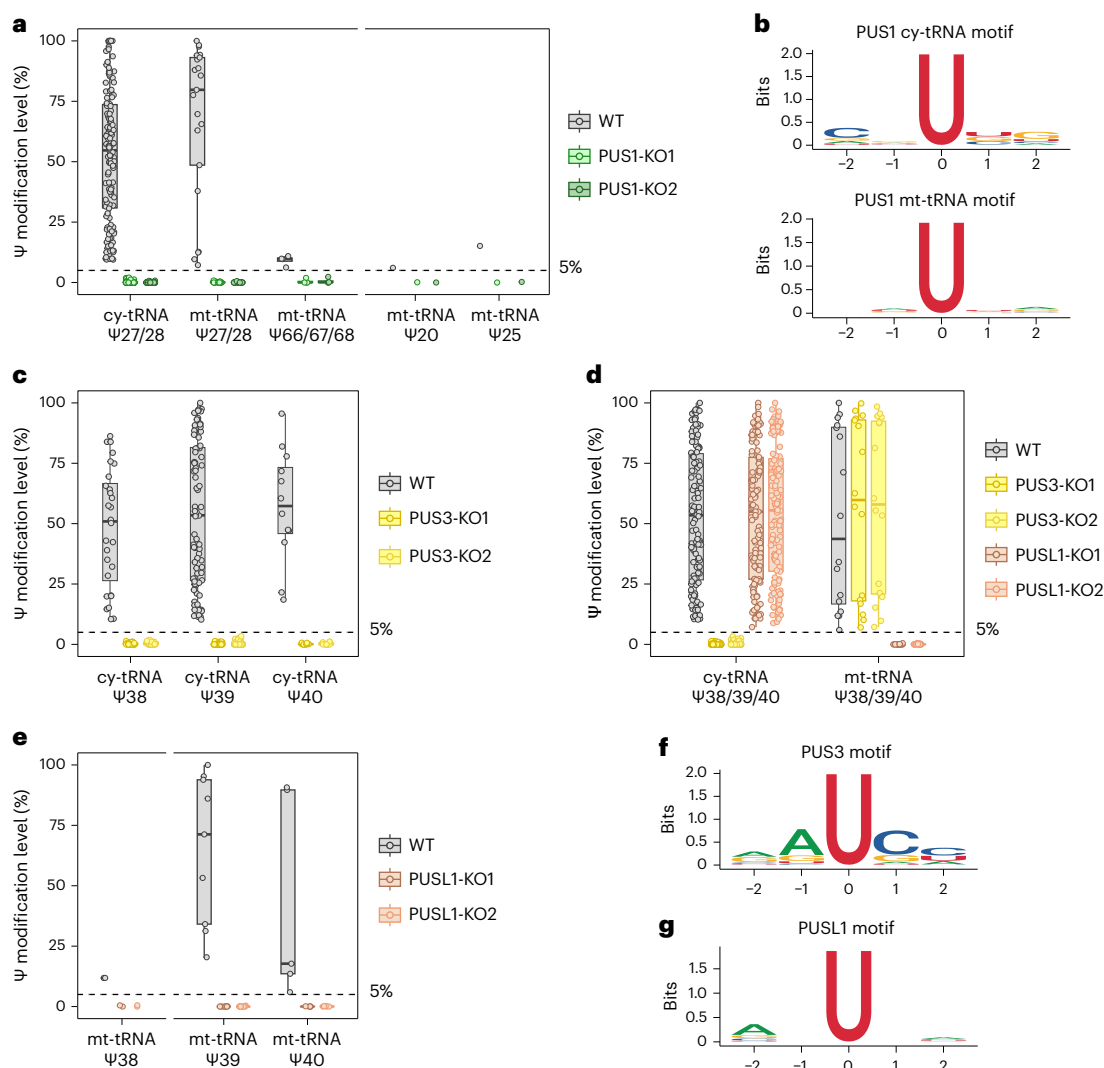 a
Ψ modification level (%)
100
75
50
25
0
5%
cy-tRNA
Ψ27/28
mt-tRNA
Ψ27/28
mt-tRNA
Ψ66/67/68
mt-tRNA
Ψ20
mt-tRNA
Ψ25
WT
PUS1-KO1
PUS1-KO2
b
PUS1 cy-tRNA motif
Bits
2.0
1.5
1.0
0.5
0
C
U
U
G
−2
−1
0
1
2
PUS1 mt-tRNA motif
Bits
2.0
1.5
1.0
0.5
0
U
−2
−1
0
1
2
c
Ψ modification level (%)
100
75
50
25
0
5%
cy-tRNA
Ψ38
cy-tRNA
Ψ39
cy-tRNA
Ψ40
WT
PUS3-KO1
PUS3-KO2
d
Ψ modification level (%)
100
75
50
25
0
5%
cy-tRNA
Ψ38/39/40
mt-tRNA
Ψ38/39/40
WT
PUS3-KO1
PUS3-KO2
PUSL1-KO1
PUSL1-KO2
e
Ψ modification level (%)
100
75
50
25
0
5%
mt-tRNA
Ψ38
mt-tRNA
Ψ39
mt-tRNA
Ψ40
WT
PUSL1-KO1
PUSL1-KO2
f
PUS3 motif
Bits
2.0
1.5
1.0
0.5
0
A
A
U
C
C
−2
−1
0
1
2
g
PUSL1 motif
Bits
1.5
1.0
0.5
0
A
U
−2
−1
0
1
2